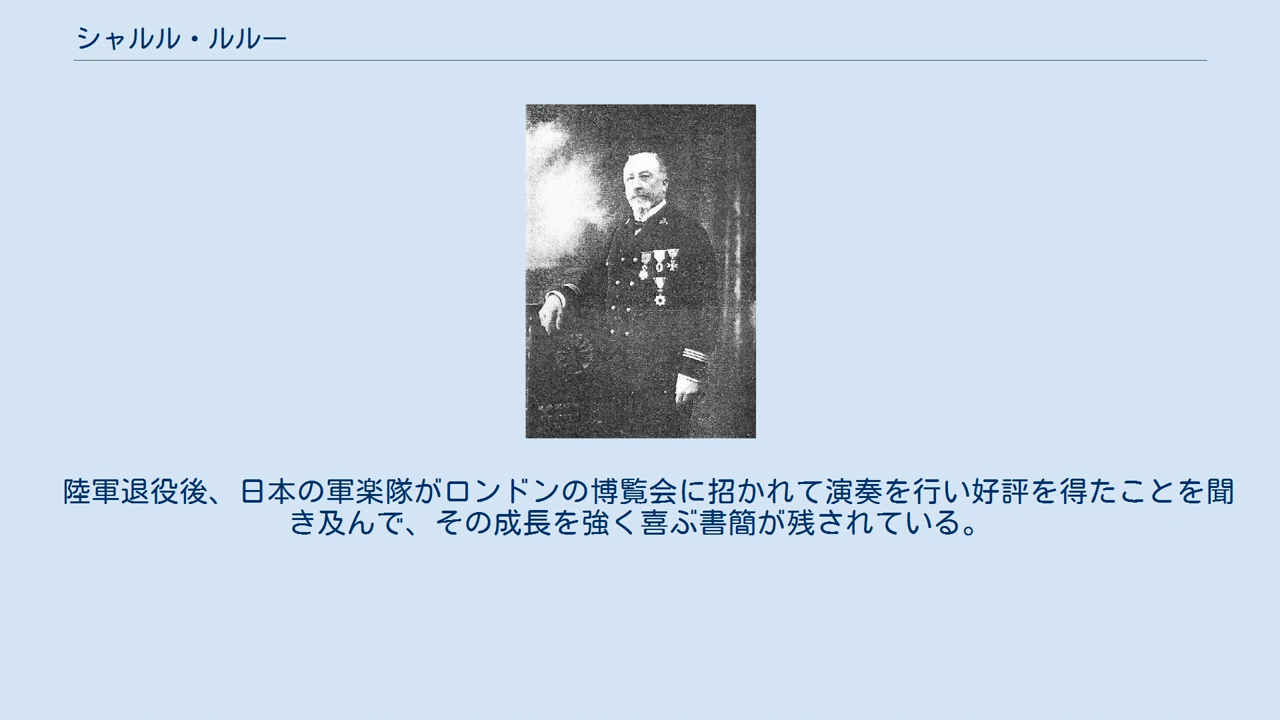 シャルル・ルルー
陸軍退役後、日本の軍楽隊がロンドンの博覧会に招かれて演奏を行い好評を得たことを聞
き及んで、その成長を強く喜ぶ書簡が残されている。